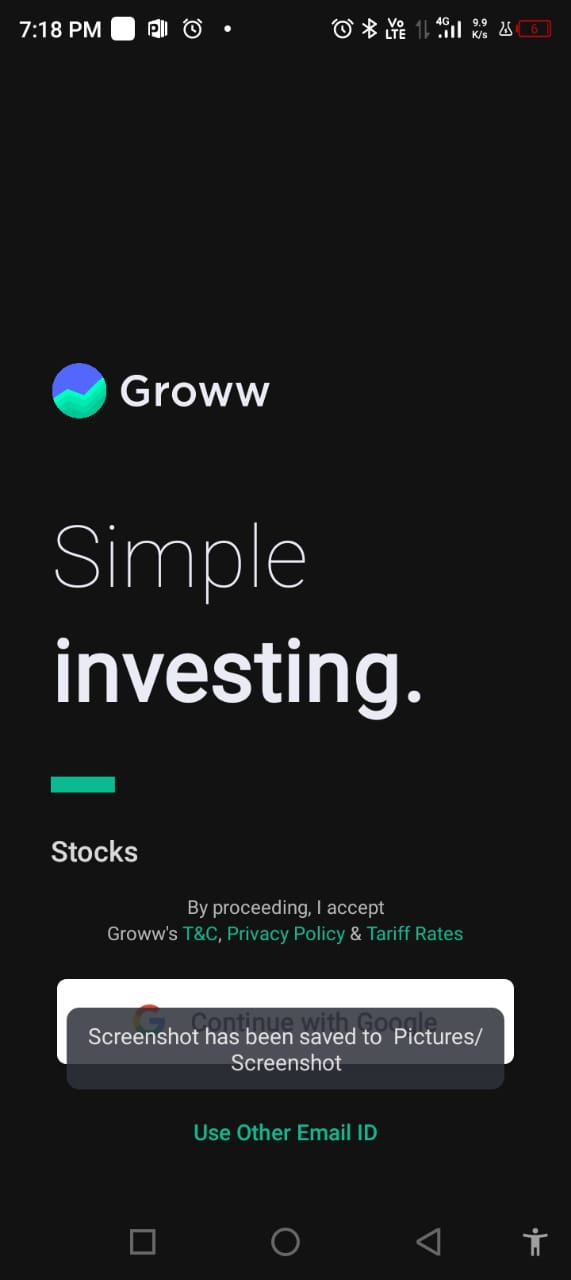 7:18 PM
Vo LTE 4G 9.9 K/s 6
Groww
Simple
investing.
Stocks
By proceeding, I accept
Groww's T&C, Privacy Policy & Tariff Rates
Continue with Google
Screenshot has been saved to Pictures/
Screenshot
Use Other Email ID